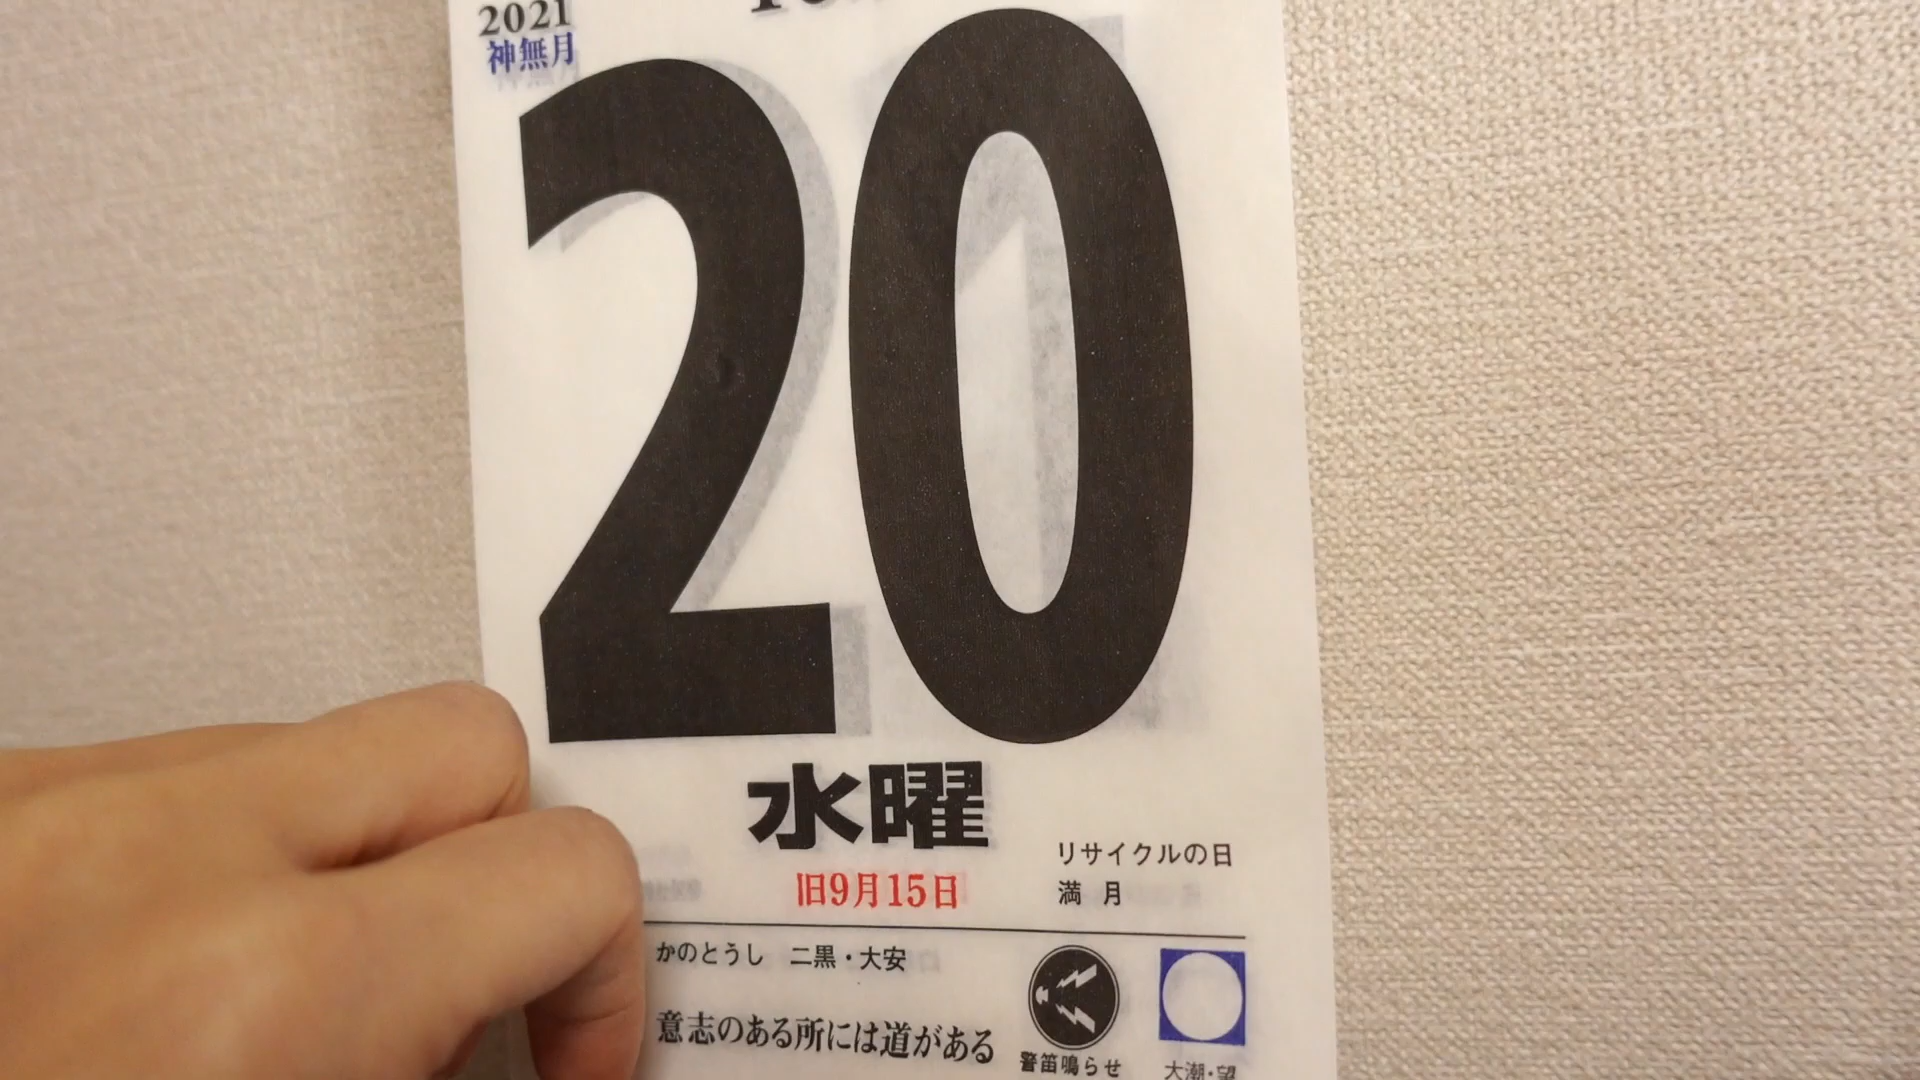 2021
神無月
20
水曜
リサイクルの日
旧9月15日
満月
かのとうし 二黒・大安
意志のある所には道がある
警笛鳴らせ
大潮・望